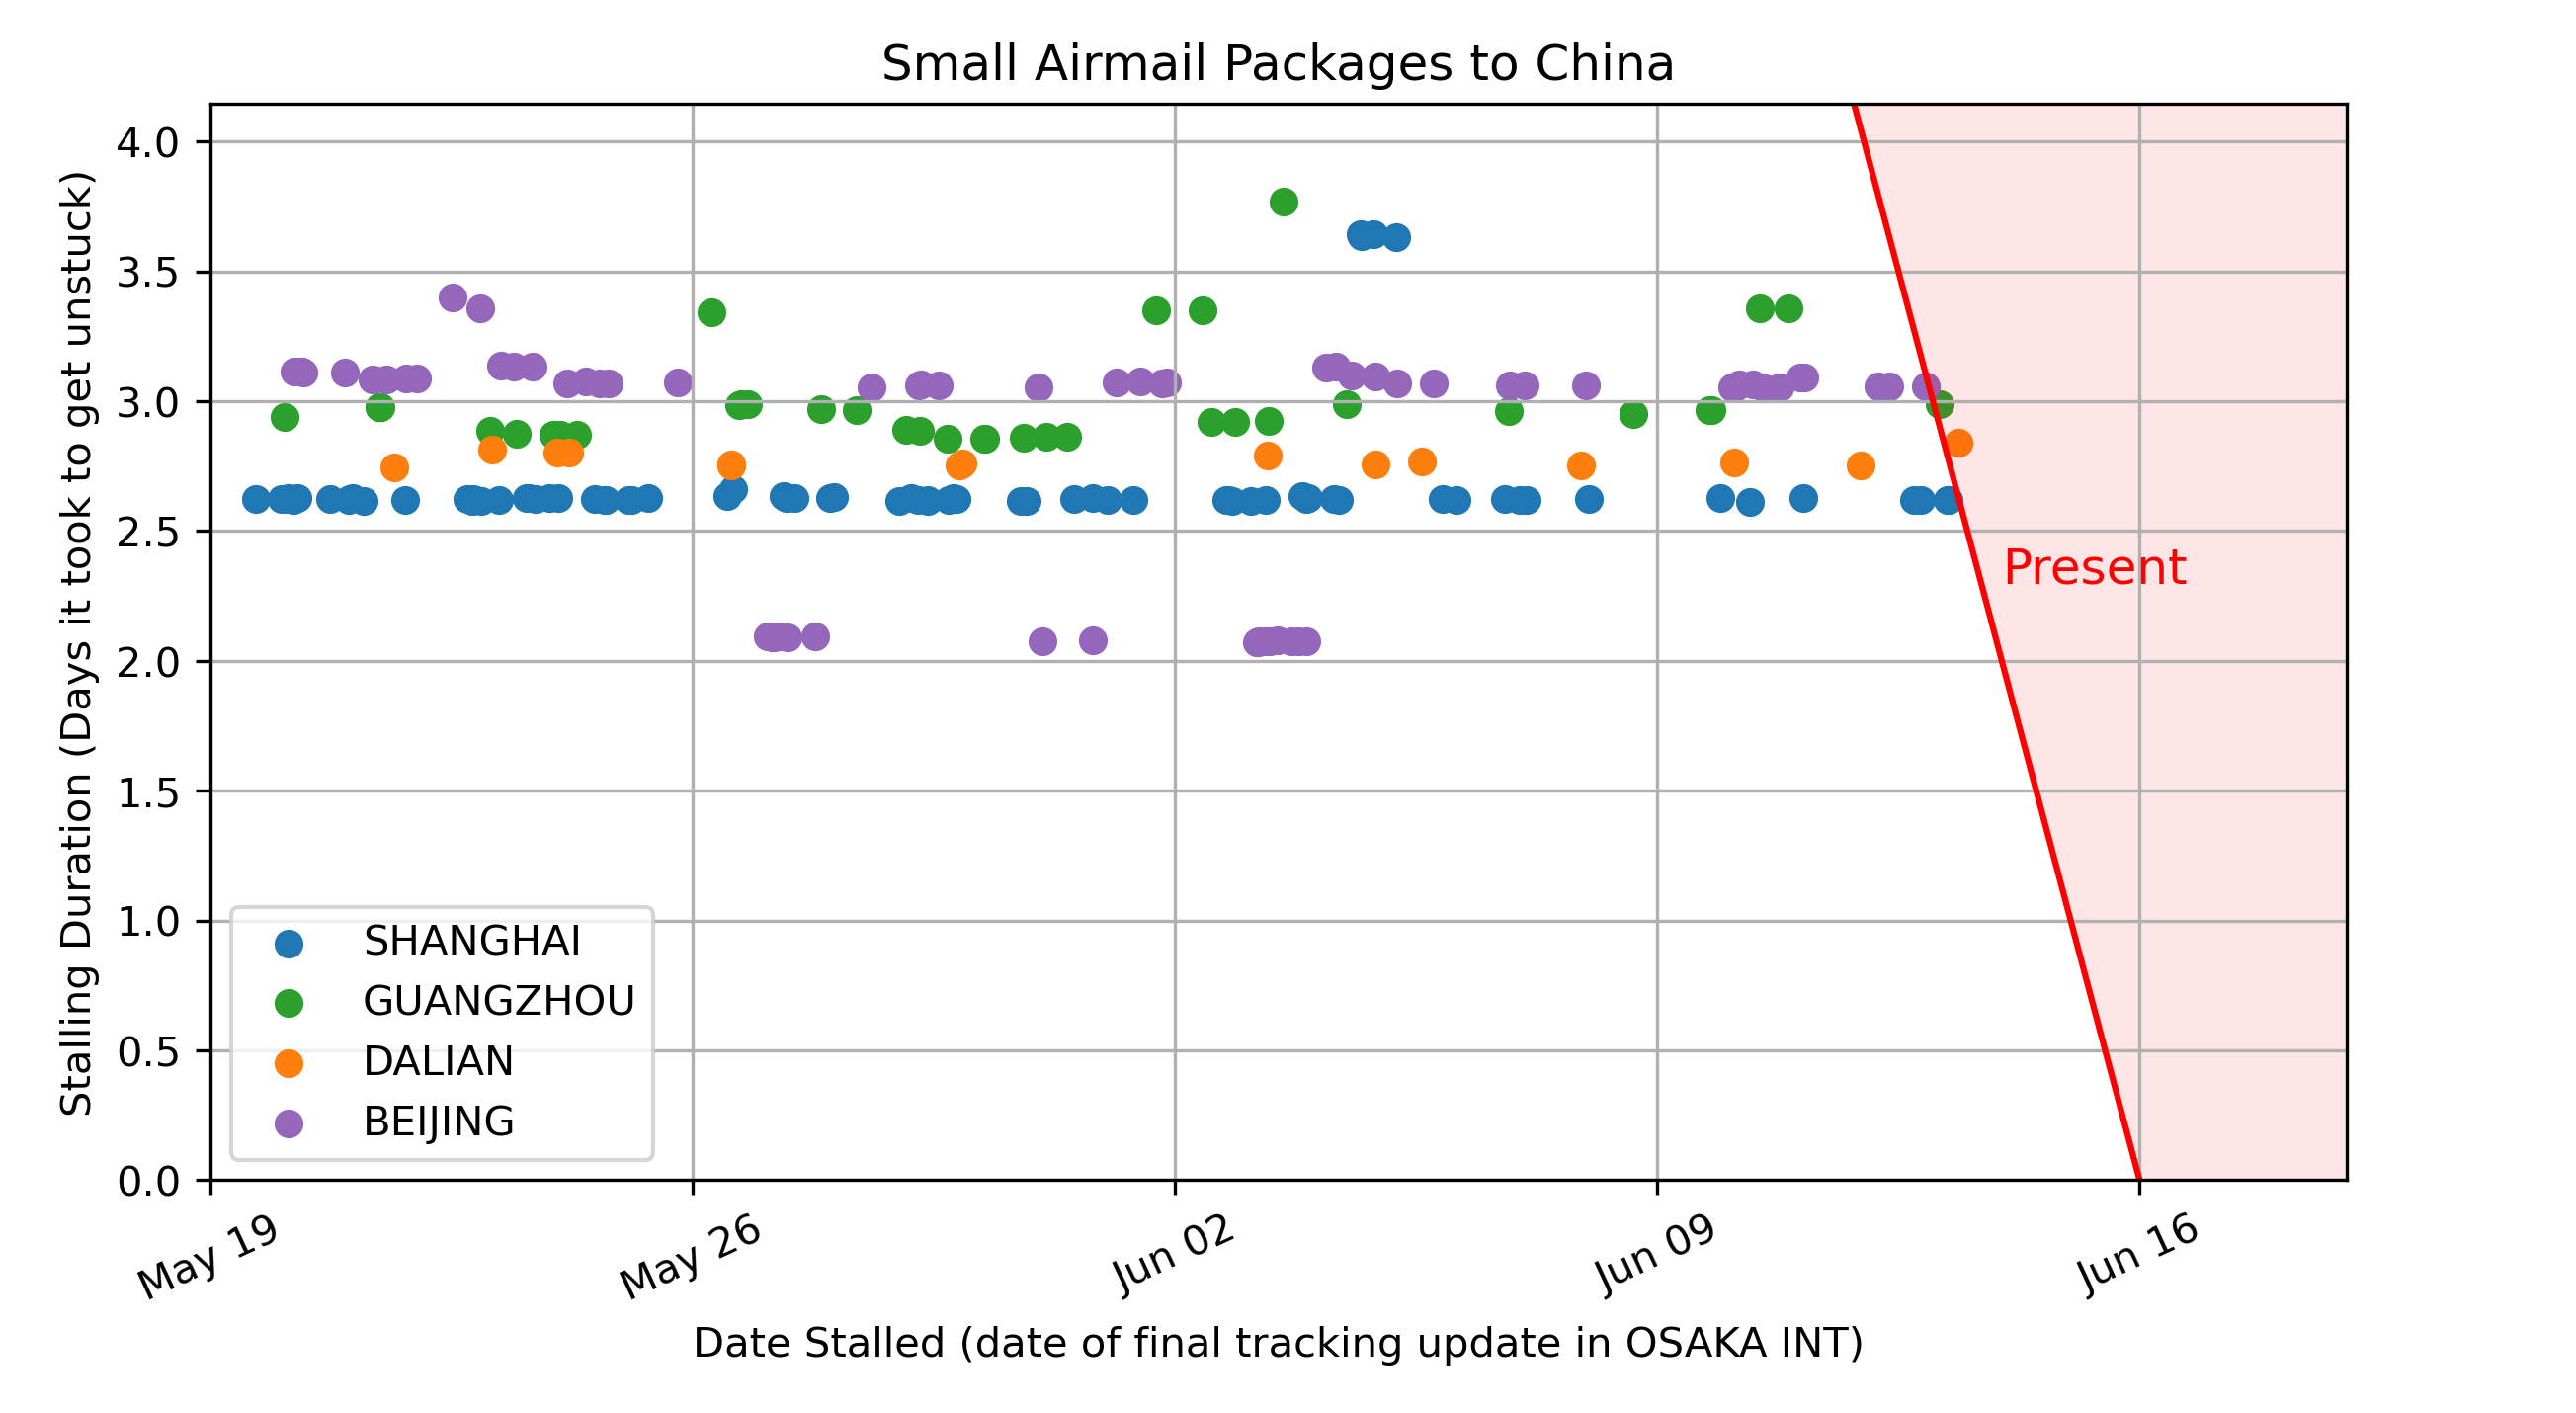 Small Airmail Packages to China
Stalling Duration (Days it took to get unstuck)
4.0
3.5
3.0
2.5
2.0
1.5
1.0
0.5
0.0
Present
SHANGHAI
GUANGZHOU
DALIAN
BEIJING
May 19
May 26
Jun 02
Jun 09
Jun 16
Date Stalled (date of final tracking update in OSAKA INT)